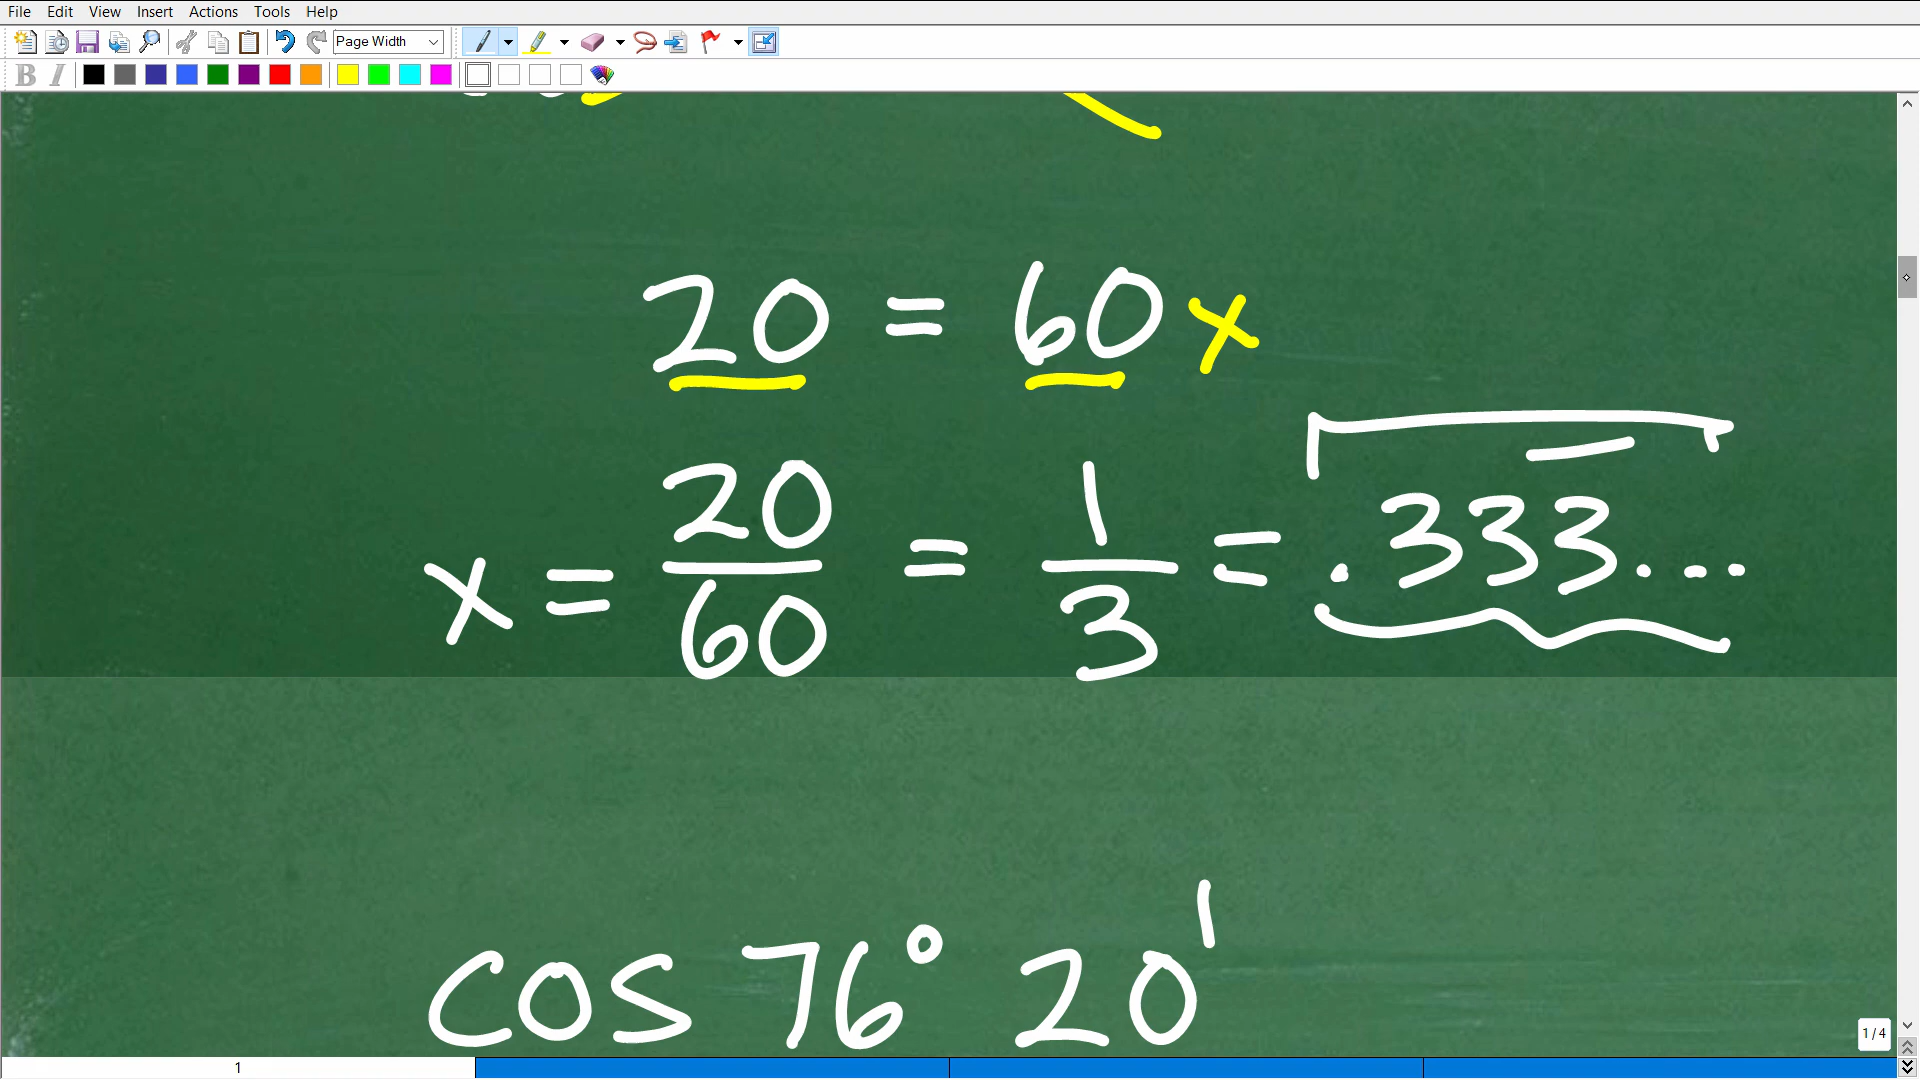 File Edit View Insert Actions Tools Help
Page Width
B I
20 = 60x
x = 20/60 = 1/3 = .333...
cos 76° 20'
1/4
1